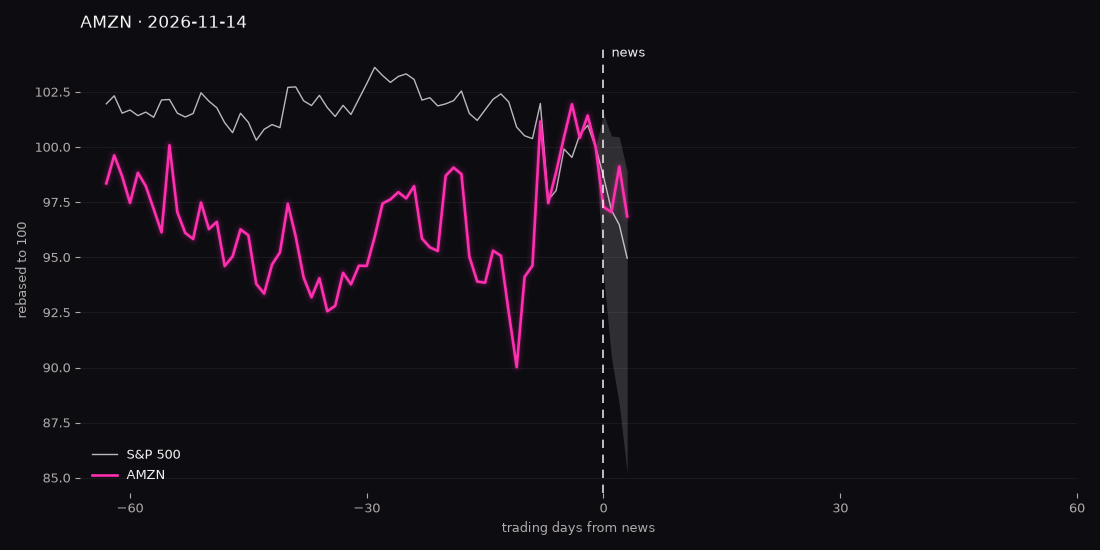 AMZN · 2026-11-14
news
102.5
100.0
97.5
95.0
92.5
90.0
87.5
85.0
rebased to 100
S&P 500
AMZN
−60
−30
0
30
60
trading days from news